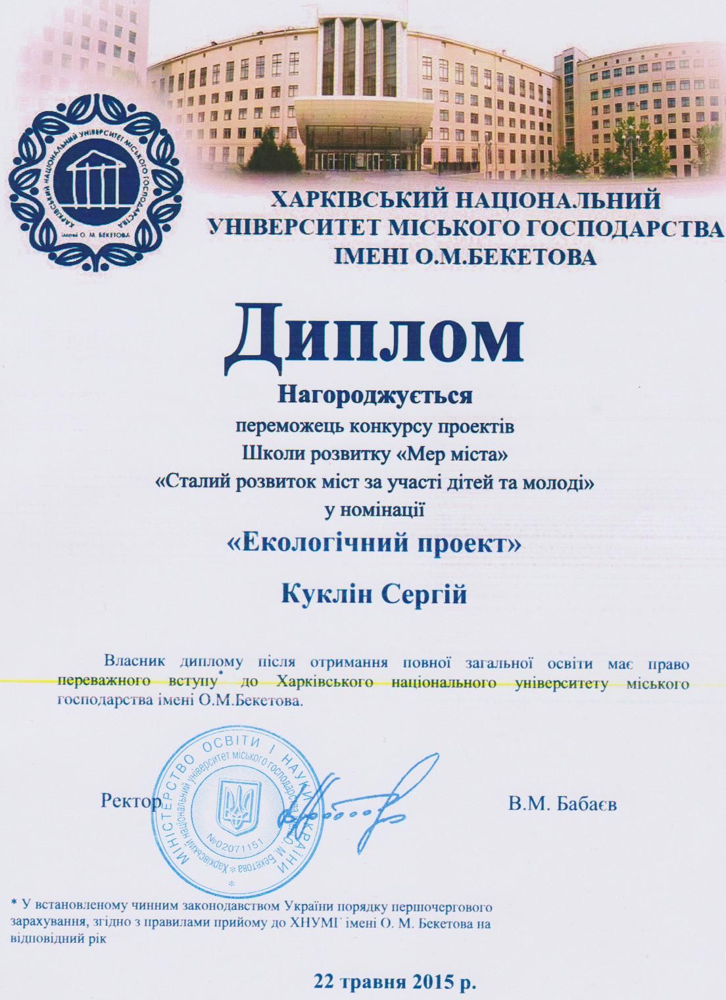 ХАРКІВСЬКИЙ НАЦІОНАЛЬНИЙ УНІВЕРСИТЕТ МІСЬКОГО ГОСПОДАРСТВА
імені О. М. БЕКЕТОВА
ХАРКІВСЬКИЙ НАЦІОНАЛЬНИЙ
УНІВЕРСИТЕТ МІСЬКОГО ГОСПОДАРСТВА
ІМЕНІ О.М.БЕКЕТОВА
Диплом
Нагороджується
переможець конкурсу проектів
Школи розвитку «Мер міста»
«Сталий розвиток міст за участі дітей та молоді»
у номінації
«Екологічний проект»
Куклін Сергій
Власник диплому після отримання повної загальної освіти має право
переважного вступу* до Харківського національного університету міського
господарства імені О.М.Бекетова.
Ректор
МІНІСТЕРСТВО ОСВІТИ І НАУКИ УКРАЇНИ
Харківський національний університет міського господарства імені О. М. Бекетова
№02071151
В.М. Бабаєв
* У встановленому чинним законодавством України порядку першочергового
зарахування, згідно з правилами прийому до ХНУМГ імені О. М. Бекетова на
відповідний рік
22 травня 2015 р.